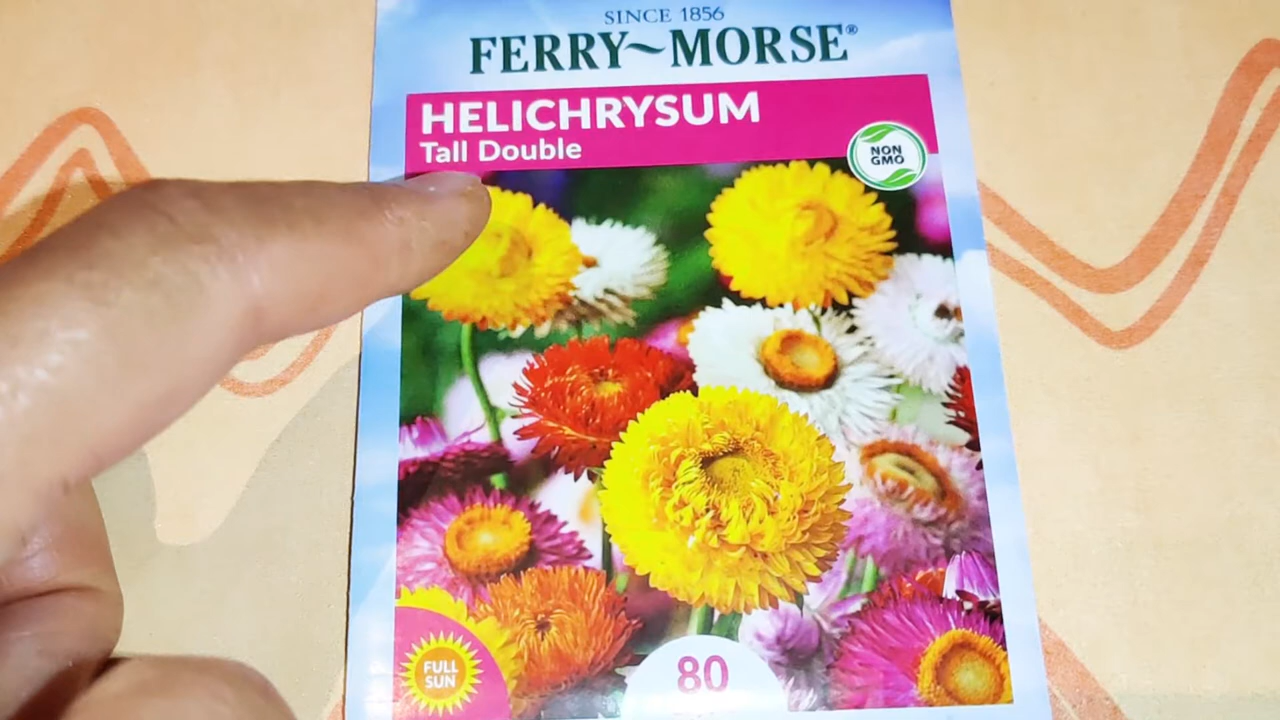 SINCE 1856
FERRY~MORSE®
HELICHRYSUM
Tall Double
NON
GMO
FULL
SUN
80